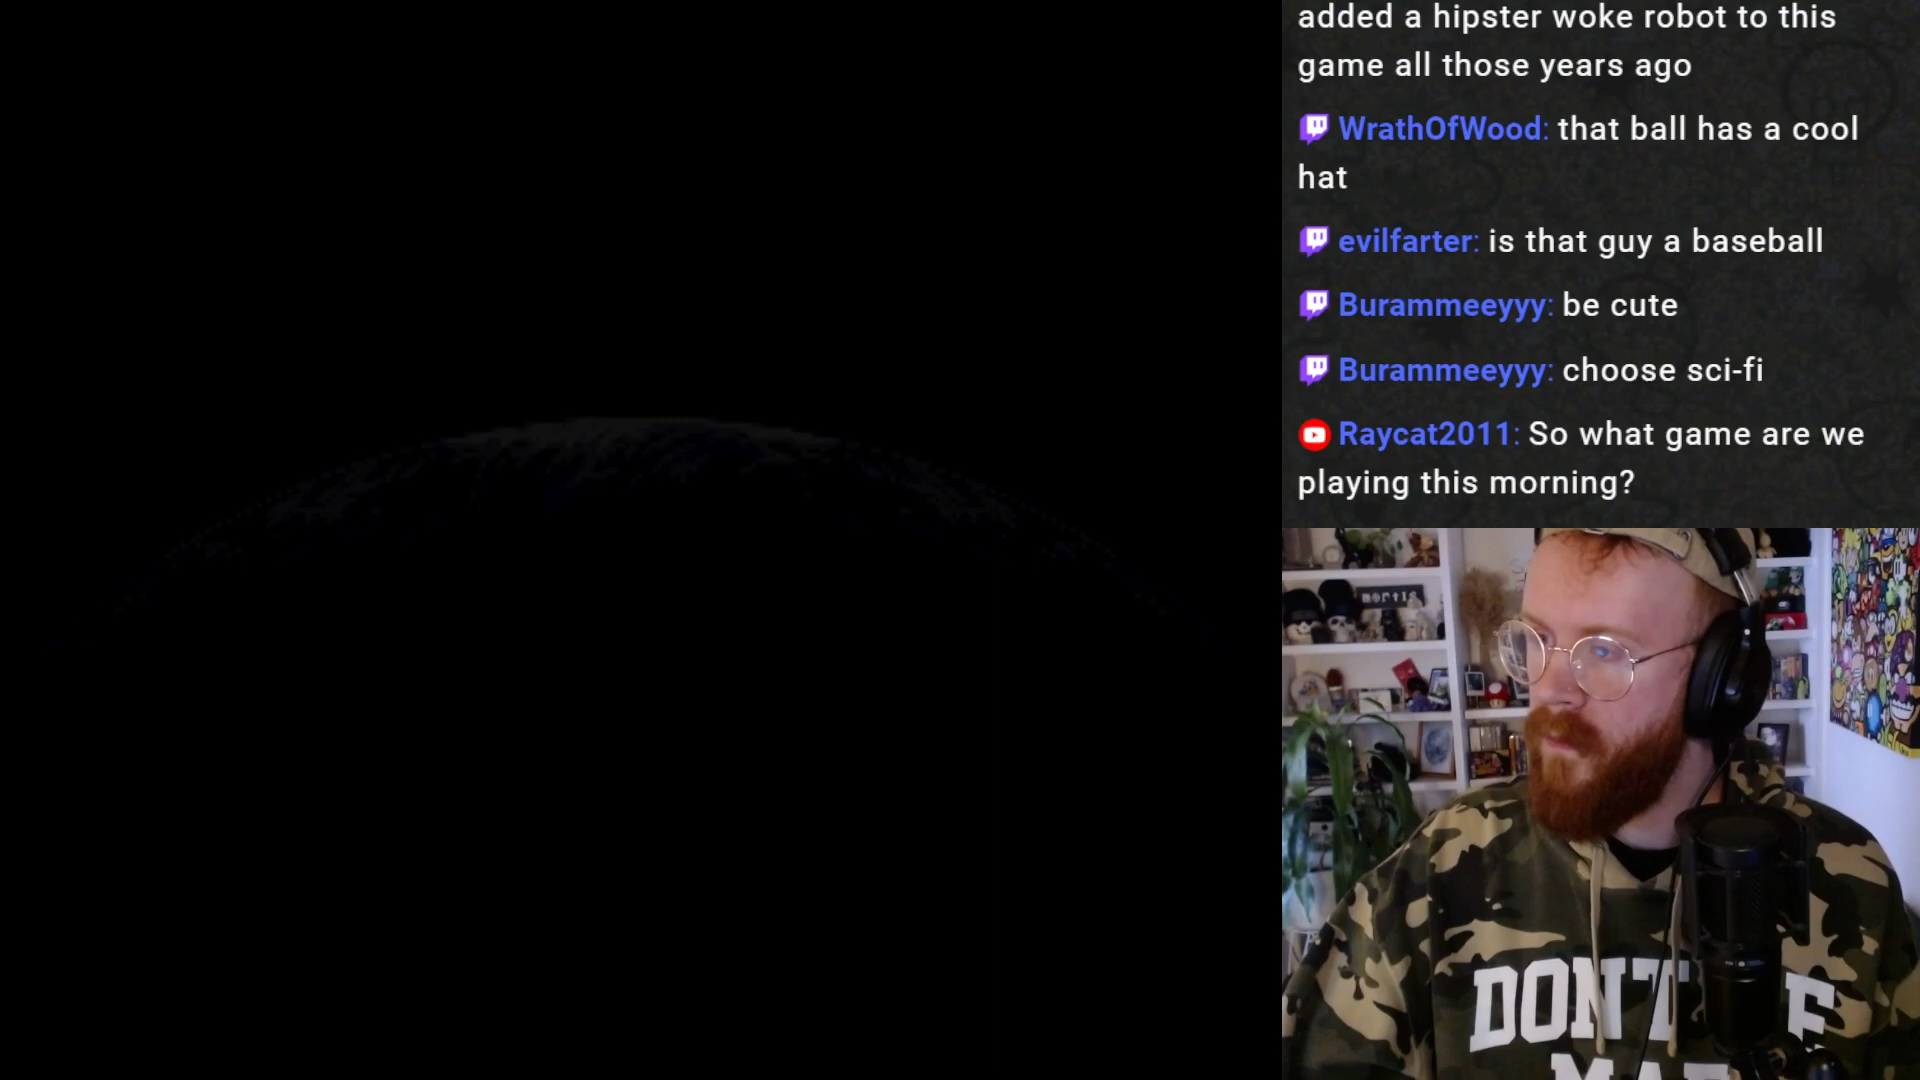 added a hipster woke robot to this
game all those years ago
WrathOfWood: that ball has a cool
hat
evilfarter: is that guy a baseball
Burammeeyyy: be cute
Burammeeyyy: choose sci-fi
Raycat2011: So what game are we
playing this morning?
mortis
DON'T